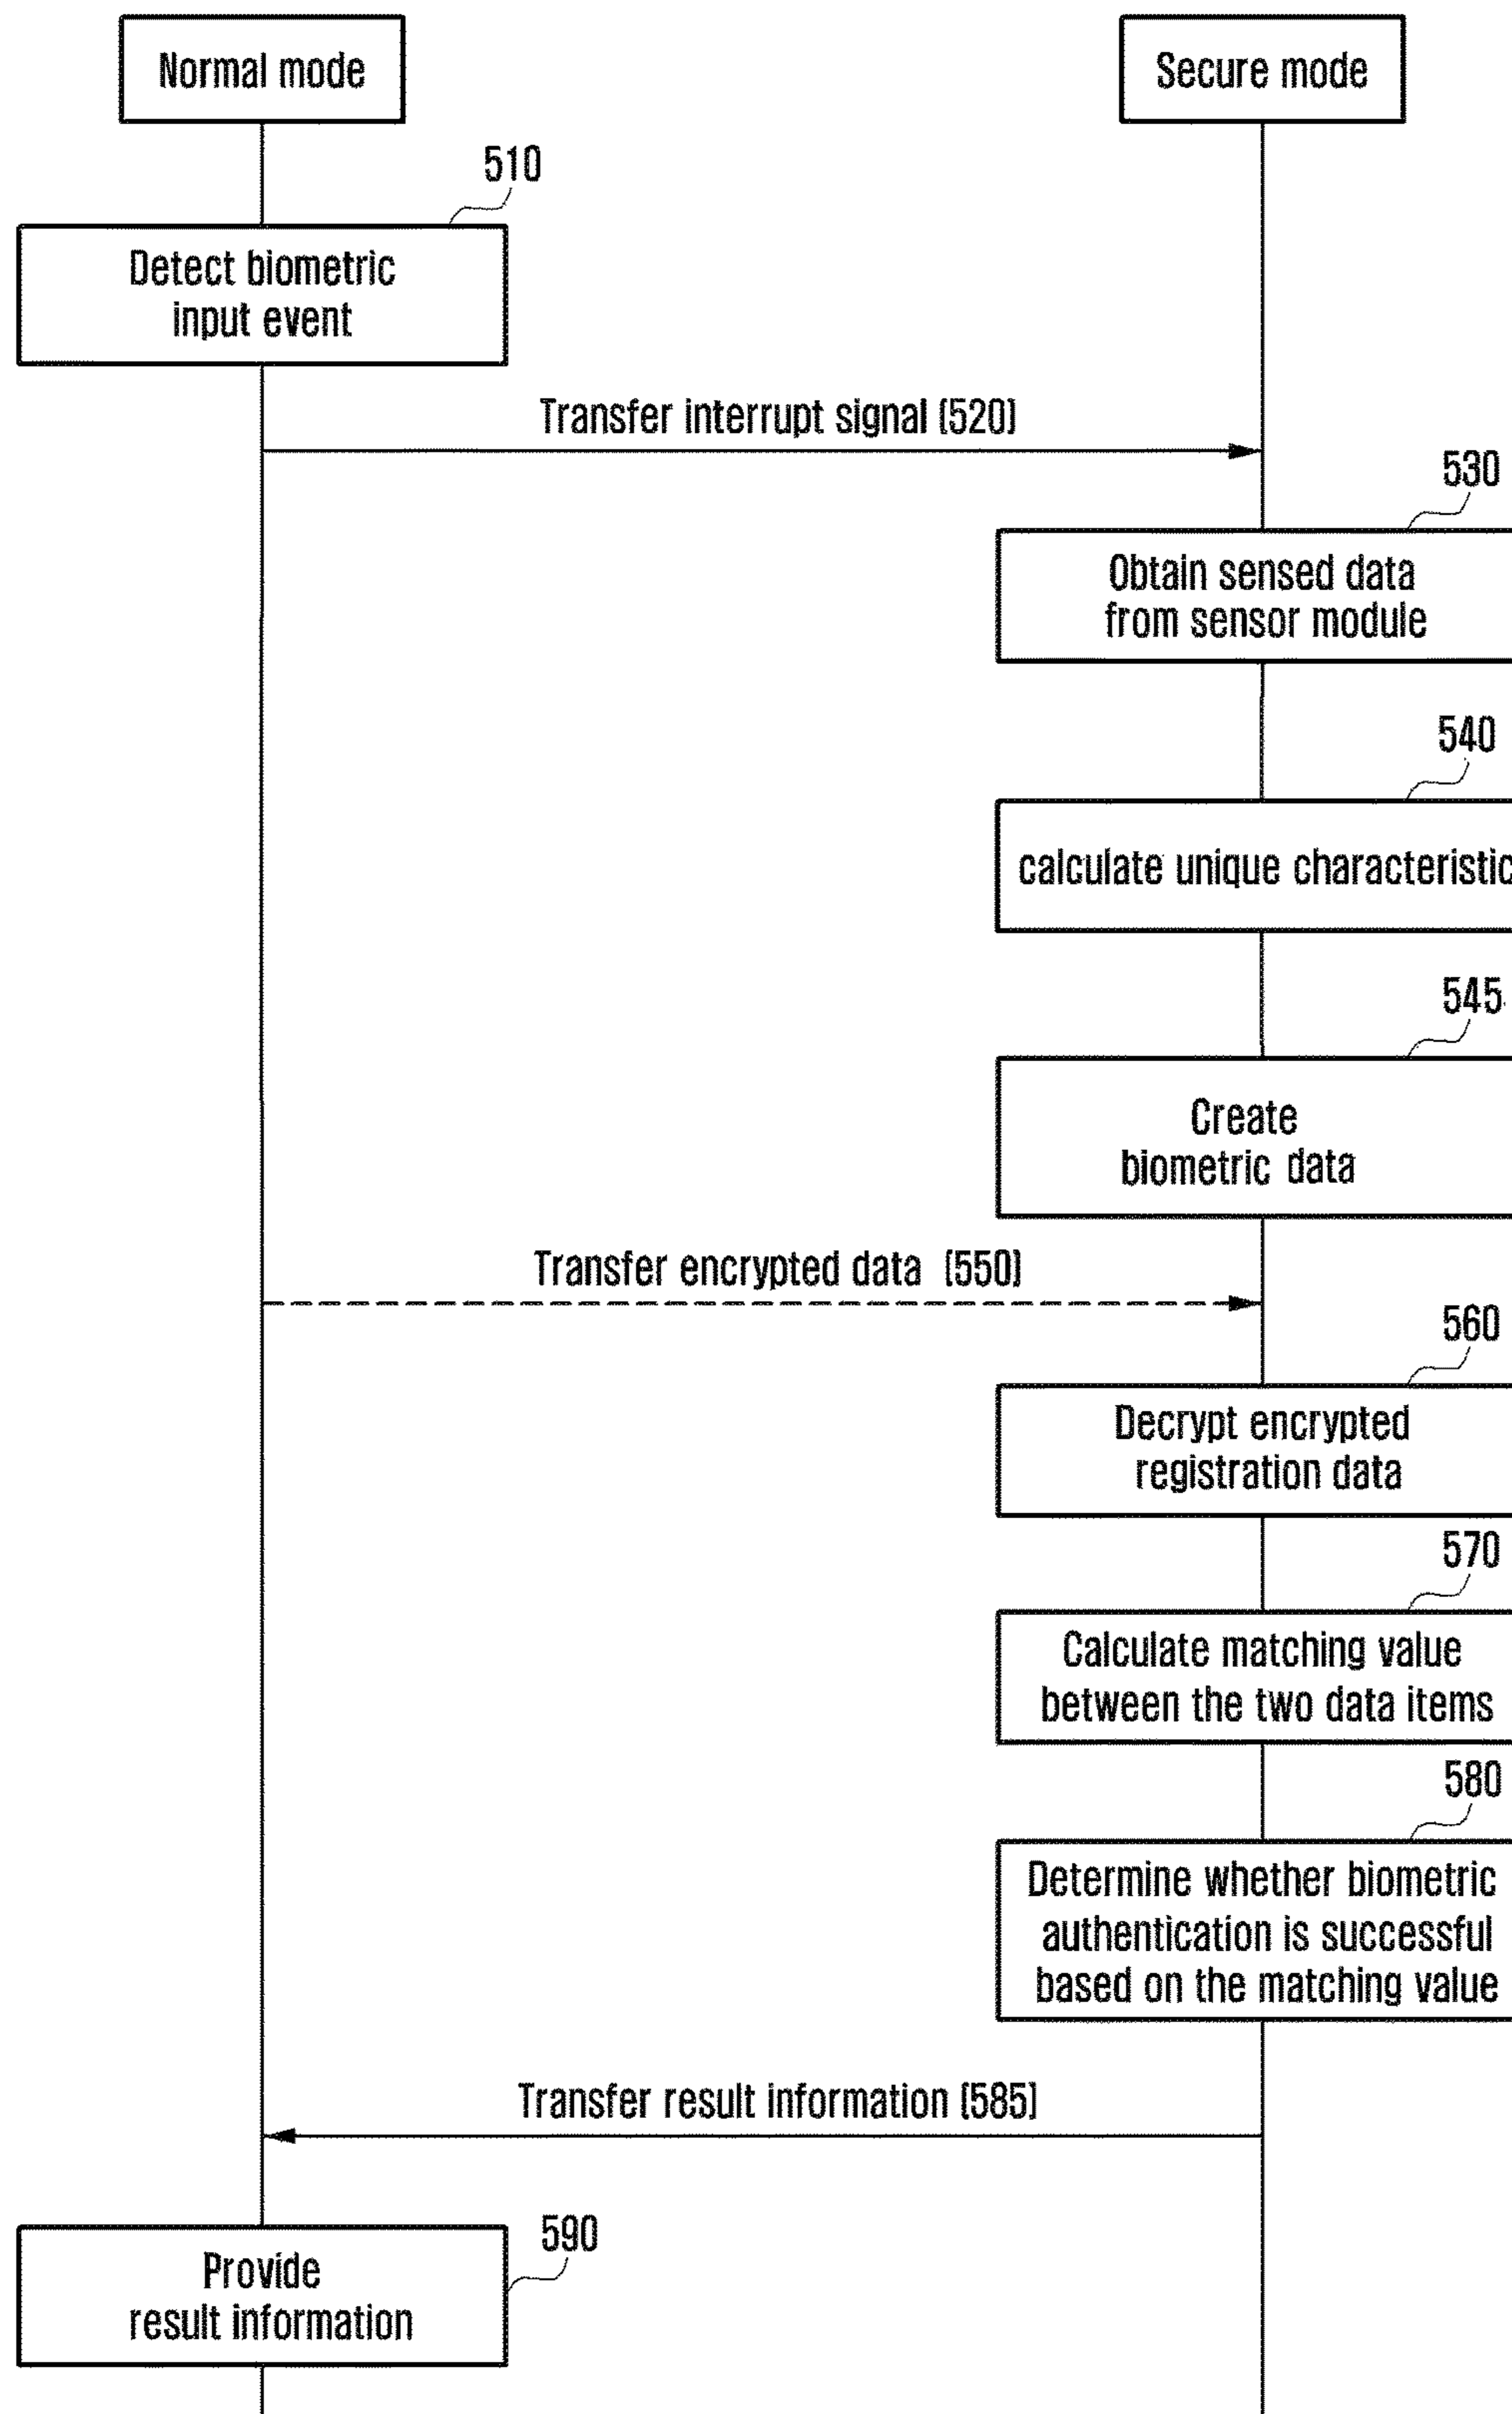 Normal mode
Secure mode
510
Detect biometric
input event
Transfer interrupt signal (520)
530
Obtain sensed data
from sensor module
540
calculate unique characteristic
545
Create
biometric data
Transfer encrypted data (550)
560
Decrypt encrypted
registration data
570
Calculate matching value
between the two data items
580
Determine whether biometric
authentication is successful
based on the matching value
Transfer result information (585)
590
Provide
result information